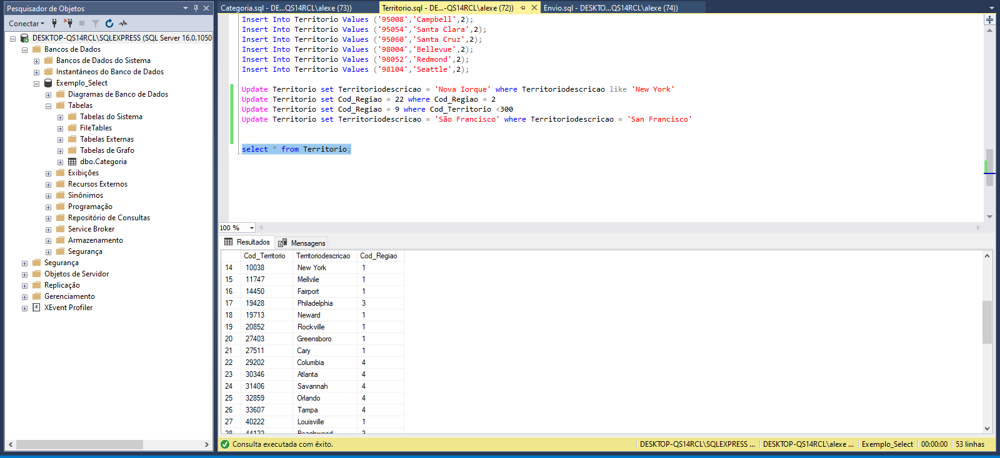 Pesquisador de Objetos
Conectar
DESKTOP-QS14RCL\SQLEXPRESS (SQL Server 16.0.1050
Bancos de Dados
Bancos de Dados do Sistema
Instantâneos do Banco de Dados
Exemplo_Select
Diagramas de Banco de Dados
Tabelas
Tabelas do Sistema
FileTables
Tabelas Externas
Tabelas de Grafo
dbo.Categoria
Exibições
Recursos Externos
Sinônimos
Programação
Repositório de Consultas
Service Broker
Armazenamento
Segurança
Segurança
Objetos de Servidor
Replicação
Gerenciamento
XEvent Profiler
Categoria.sql - DE...QS14RCL\alexe (73))
Territorio.sql - DE...-QS14RCL\alexe (72))
Envio.sql - DESKTO...QS14RCL\alexe (74))
Insert Into Territorio Values ('95008','Campbell',2);
Insert Into Territorio Values ('95054','Santa Clara',2);
Insert Into Territorio Values ('95060','Santa Cruz',2);
Insert Into Territorio Values ('98004','Bellevue',2);
Insert Into Territorio Values ('98052','Redmond',2);
Insert Into Territorio Values ('98104','Seattle',2);
Update Territorio set Territoriodescricao = 'Nova Iorque' where Territoriodescricao like 'New York'
Update Territorio set Cod_Regiao = 22 where Cod_Regiao = 2
Update Territorio set Cod_Regiao = 9 where Cod_Territorio <300
Update Territorio set Territoriodescricao = 'São Francisco' where Territoriodescricao = 'San Francisco'
select * from Territorio;
100 %
Resultados
Mensagens
Cod_Territorio Territoriodescricao Cod_Regiao
14 10038 New York 1
15 11747 Mellvile 1
16 14450 Fairport 1
17 19428 Philadelphia 3
18 19713 Neward 1
19 20852 Rockville 1
20 27403 Greensboro 1
21 27511 Cary 1
22 29202 Columbia 4
23 30346 Atlanta 4
24 31406 Savannah 4
25 32859 Orlando 4
26 33607 Tampa 4
27 40222 Louisville 1
28 44122 Beachwood 3
Consulta executada com êxito.
DESKTOP-QS14RCL\SQLEXPRESS ...
DESKTOP-QS14RCL\alexe ...
Exemplo_Select
00:00:00
53 linhas